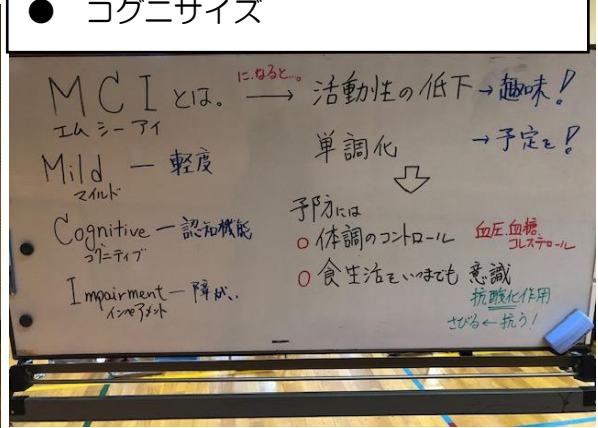 ● コグニサイズ
MCIとは。
エム シー アイ
Mild ー 軽度
マイルド
Cognitive ー 認知機能
コグニティブ
Impairment ー 障がい
インペアメント
に、なると…。
→ 活動性の低下 → 趣味!
単調化 → 予定を!
予防には
○ 体調のコントロール 血圧、血糖、
コレステロール
○ 食生活をいつまでも 意識
抗酸化作用
さびる ← 抗う!